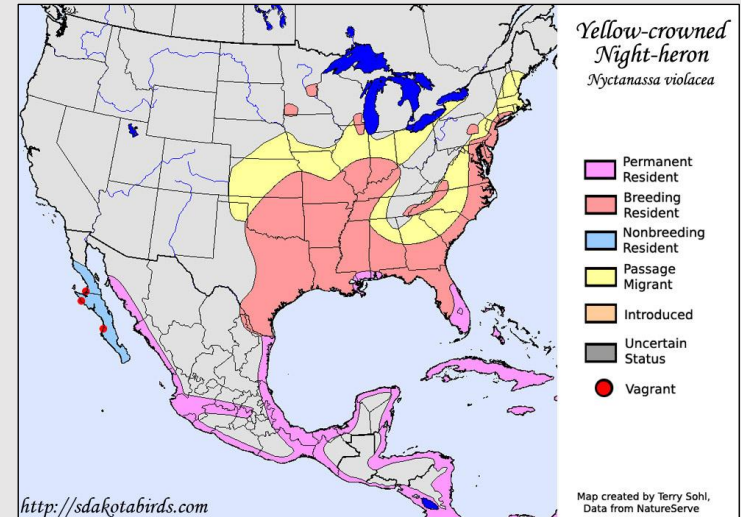 Yellow-crowned
Night-heron
Nyctanassa violacea
Permanent
Resident
Breeding
Resident
Nonbreeding
Resident
Passage
Migrant
Introduced
Uncertain
Status
Vagrant
http://sdakotabirds.com
Map created by Terry Sohl,
Data from NatureServe